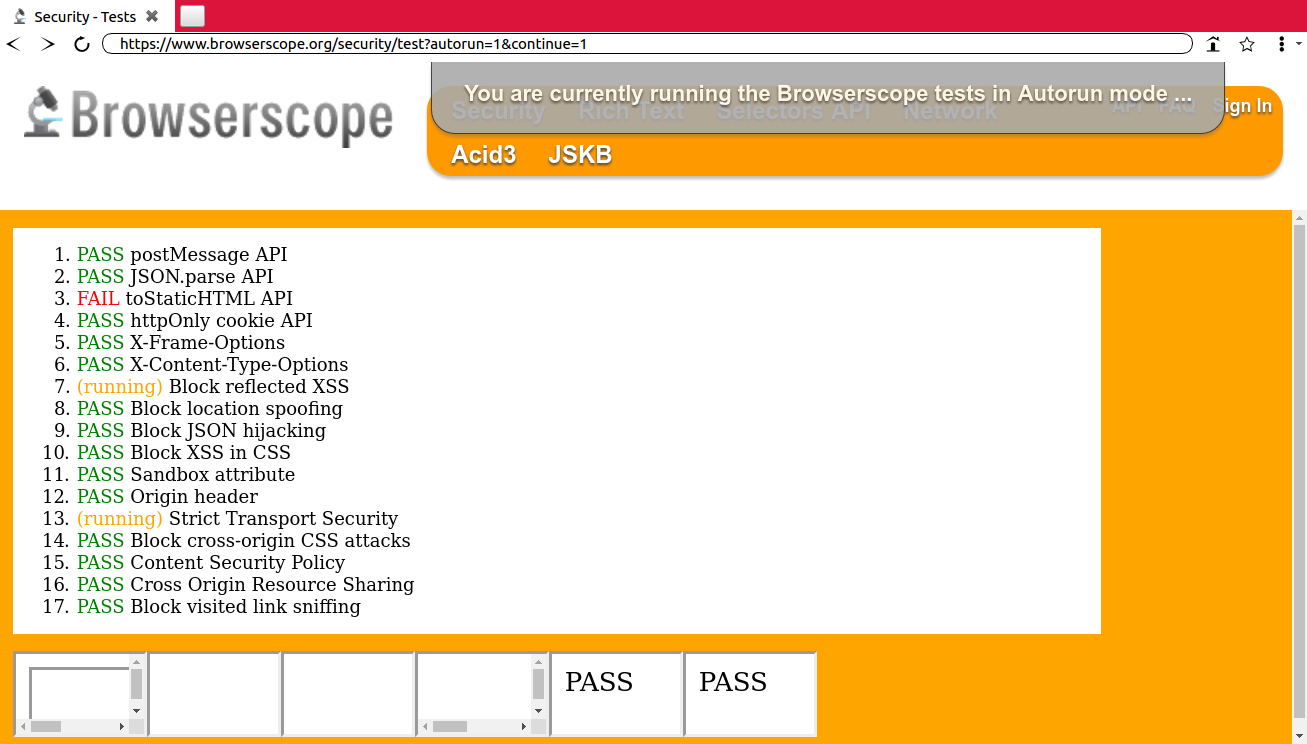 Security - Tests
https://www.browserscope.org/security/test?autorun=1&continue=1
Browserscope
You are currently running the Browserscope tests in Autorun mode ...
Security Rich Text Selectors API Network
API FAQ Sign In
Acid3 JSKB
1. PASS postMessage API
2. PASS JSON.parse API
3. FAIL toStaticHTML API
4. PASS httpOnly cookie API
5. PASS X-Frame-Options
6. PASS X-Content-Type-Options
7. (running) Block reflected XSS
8. PASS Block location spoofing
9. PASS Block JSON hijacking
10. PASS Block XSS in CSS
11. PASS Sandbox attribute
12. PASS Origin header
13. (running) Strict Transport Security
14. PASS Block cross-origin CSS attacks
15. PASS Content Security Policy
16. PASS Cross Origin Resource Sharing
17. PASS Block visited link sniffing
PASS PASS